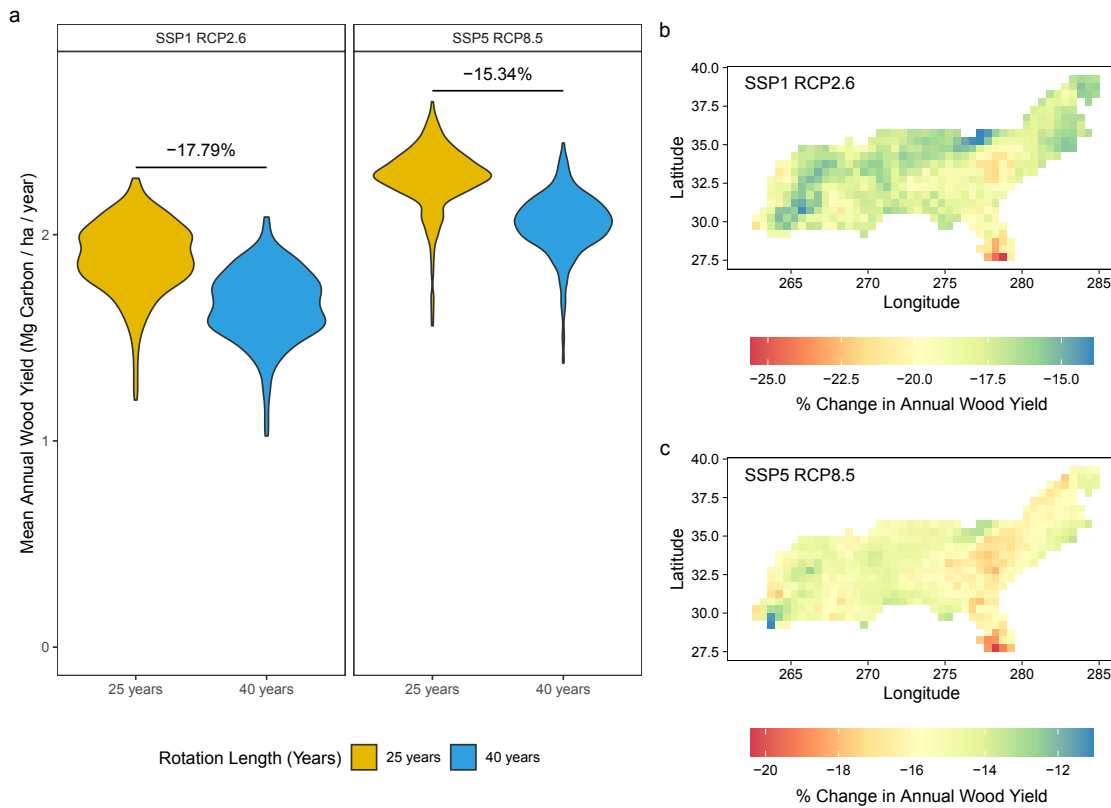 a
SSP1 RCP2.6
SSP5 RCP8.5
−17.79%
−15.34%
Mean Annual Wood Yield (Mg Carbon / ha / year)
2
1
0
25 years
40 years
25 years
40 years
Rotation Length (Years)
25 years
40 years
b
SSP1 RCP2.6
Latitude
40.0
37.5
35.0
32.5
30.0
27.5
265
270
275
280
285
Longitude
−25.0
−22.5
−20.0
−17.5
−15.0
% Change in Annual Wood Yield
c
SSP5 RCP8.5
Latitude
40.0
37.5
35.0
32.5
30.0
27.5
265
270
275
280
285
Longitude
−20
−18
−16
−14
−12
% Change in Annual Wood Yield